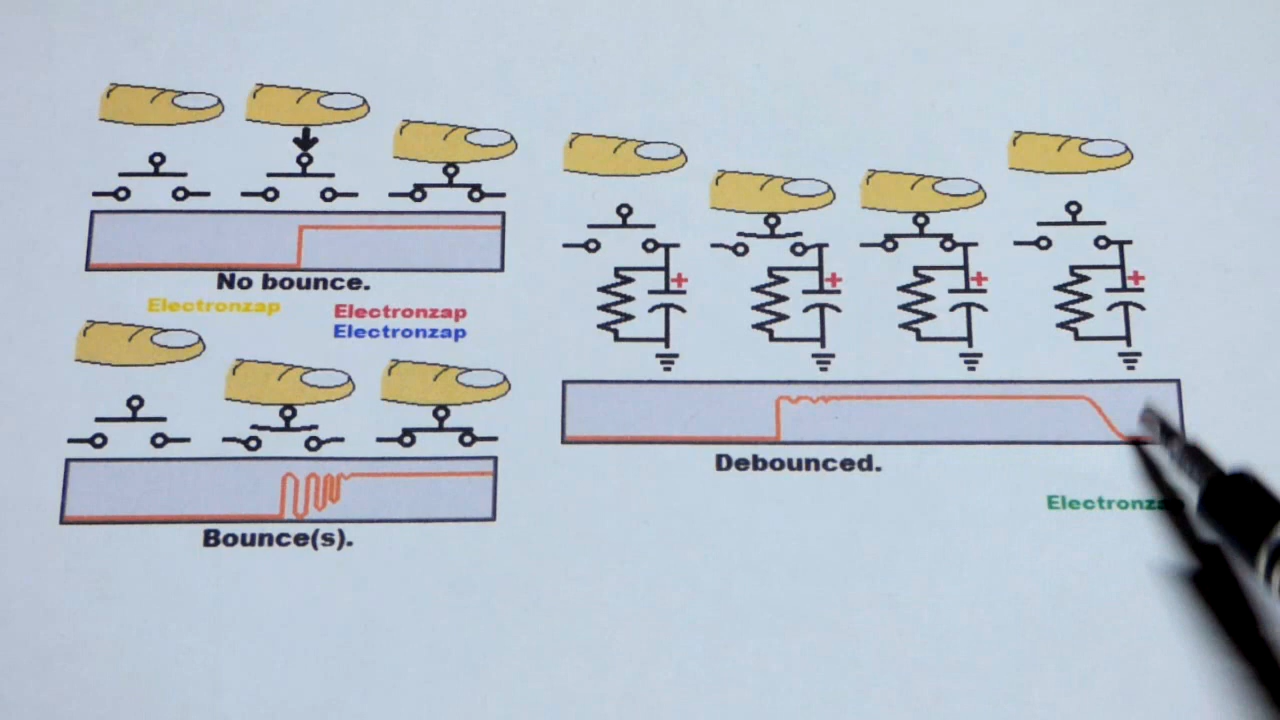 No bounce.
Electronzap
Electronzap
Electronzap
Bounce(s).
+
+
+
+
Debounced.